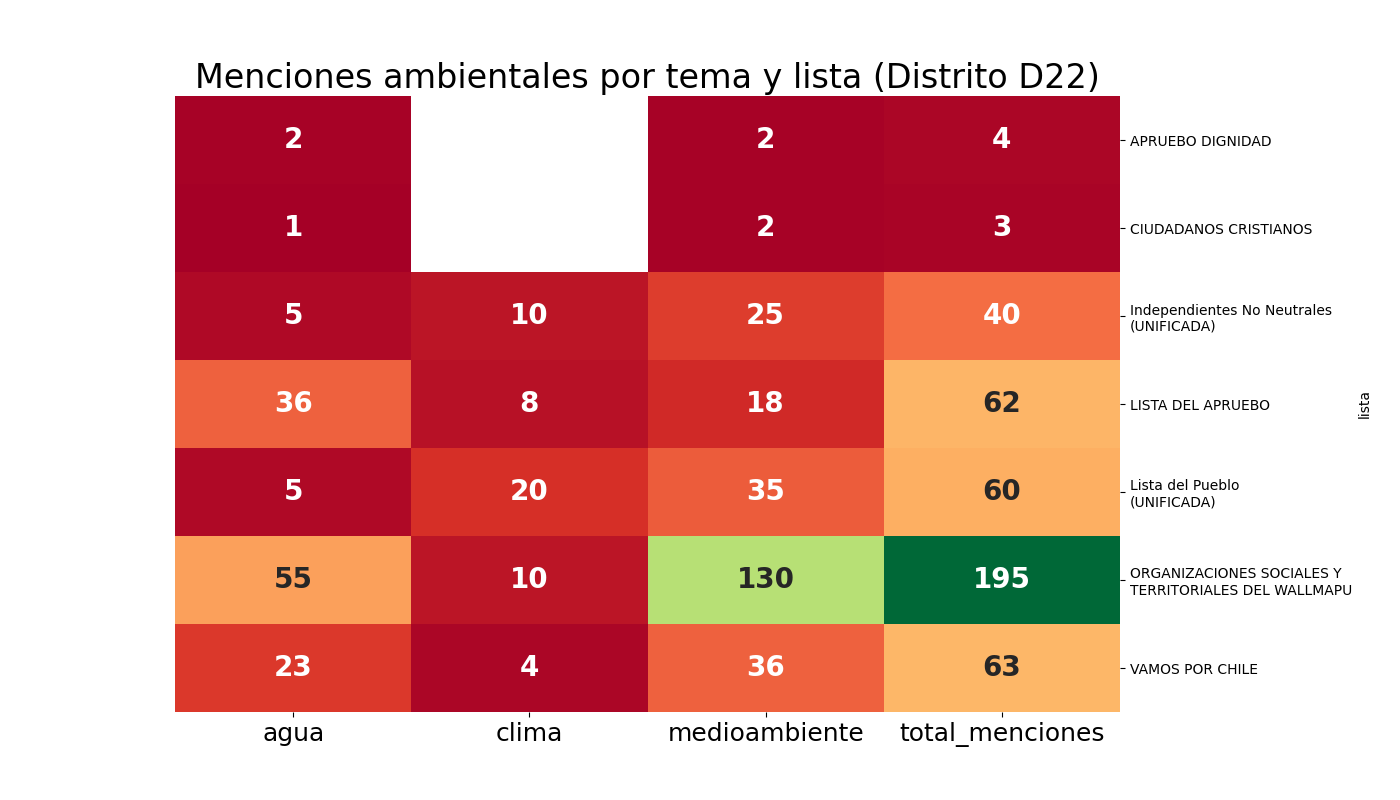 Menciones ambientales por tema y lista (Distrito D22)
2 2 4 APRUEBO DIGNIDAD
1 2 3 CIUDADANOS CRISTIANOS
5 10 25 40 Independientes No Neutrales
(UNIFICADA)
36 8 18 62 LISTA DEL APRUEBO
lista
5 20 35 60 Lista del Pueblo
(UNIFICADA)
55 10 130 195 ORGANIZACIONES SOCIALES Y
TERRITORIALES DEL WALLMAPU
23 4 36 63 VAMOS POR CHILE
agua clima medioambiente total_menciones